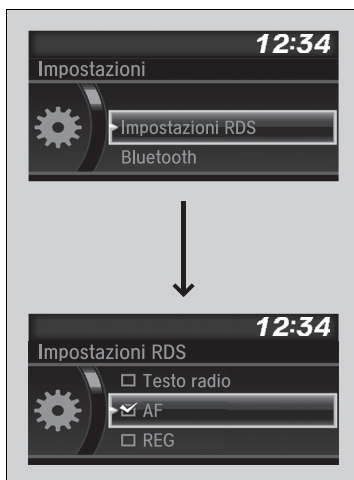 12:34
Impostazioni
Impostazioni RDS
Bluetooth
12:34
Impostazioni RDS
Testo radio
AF
REG